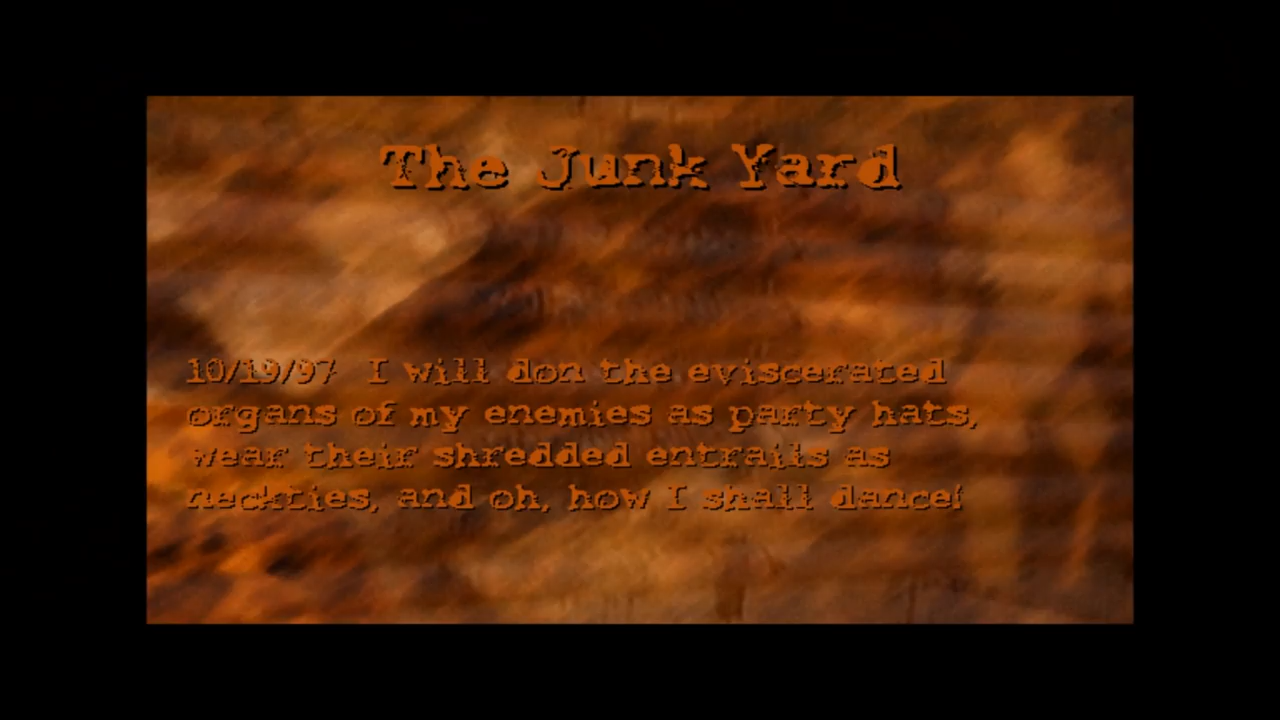 The Junk Yard
10/19/97 I will don the eviscerated
organs of my enemies as party hats,
wear their shredded entrails as
neckties, and oh, how I shall dance!